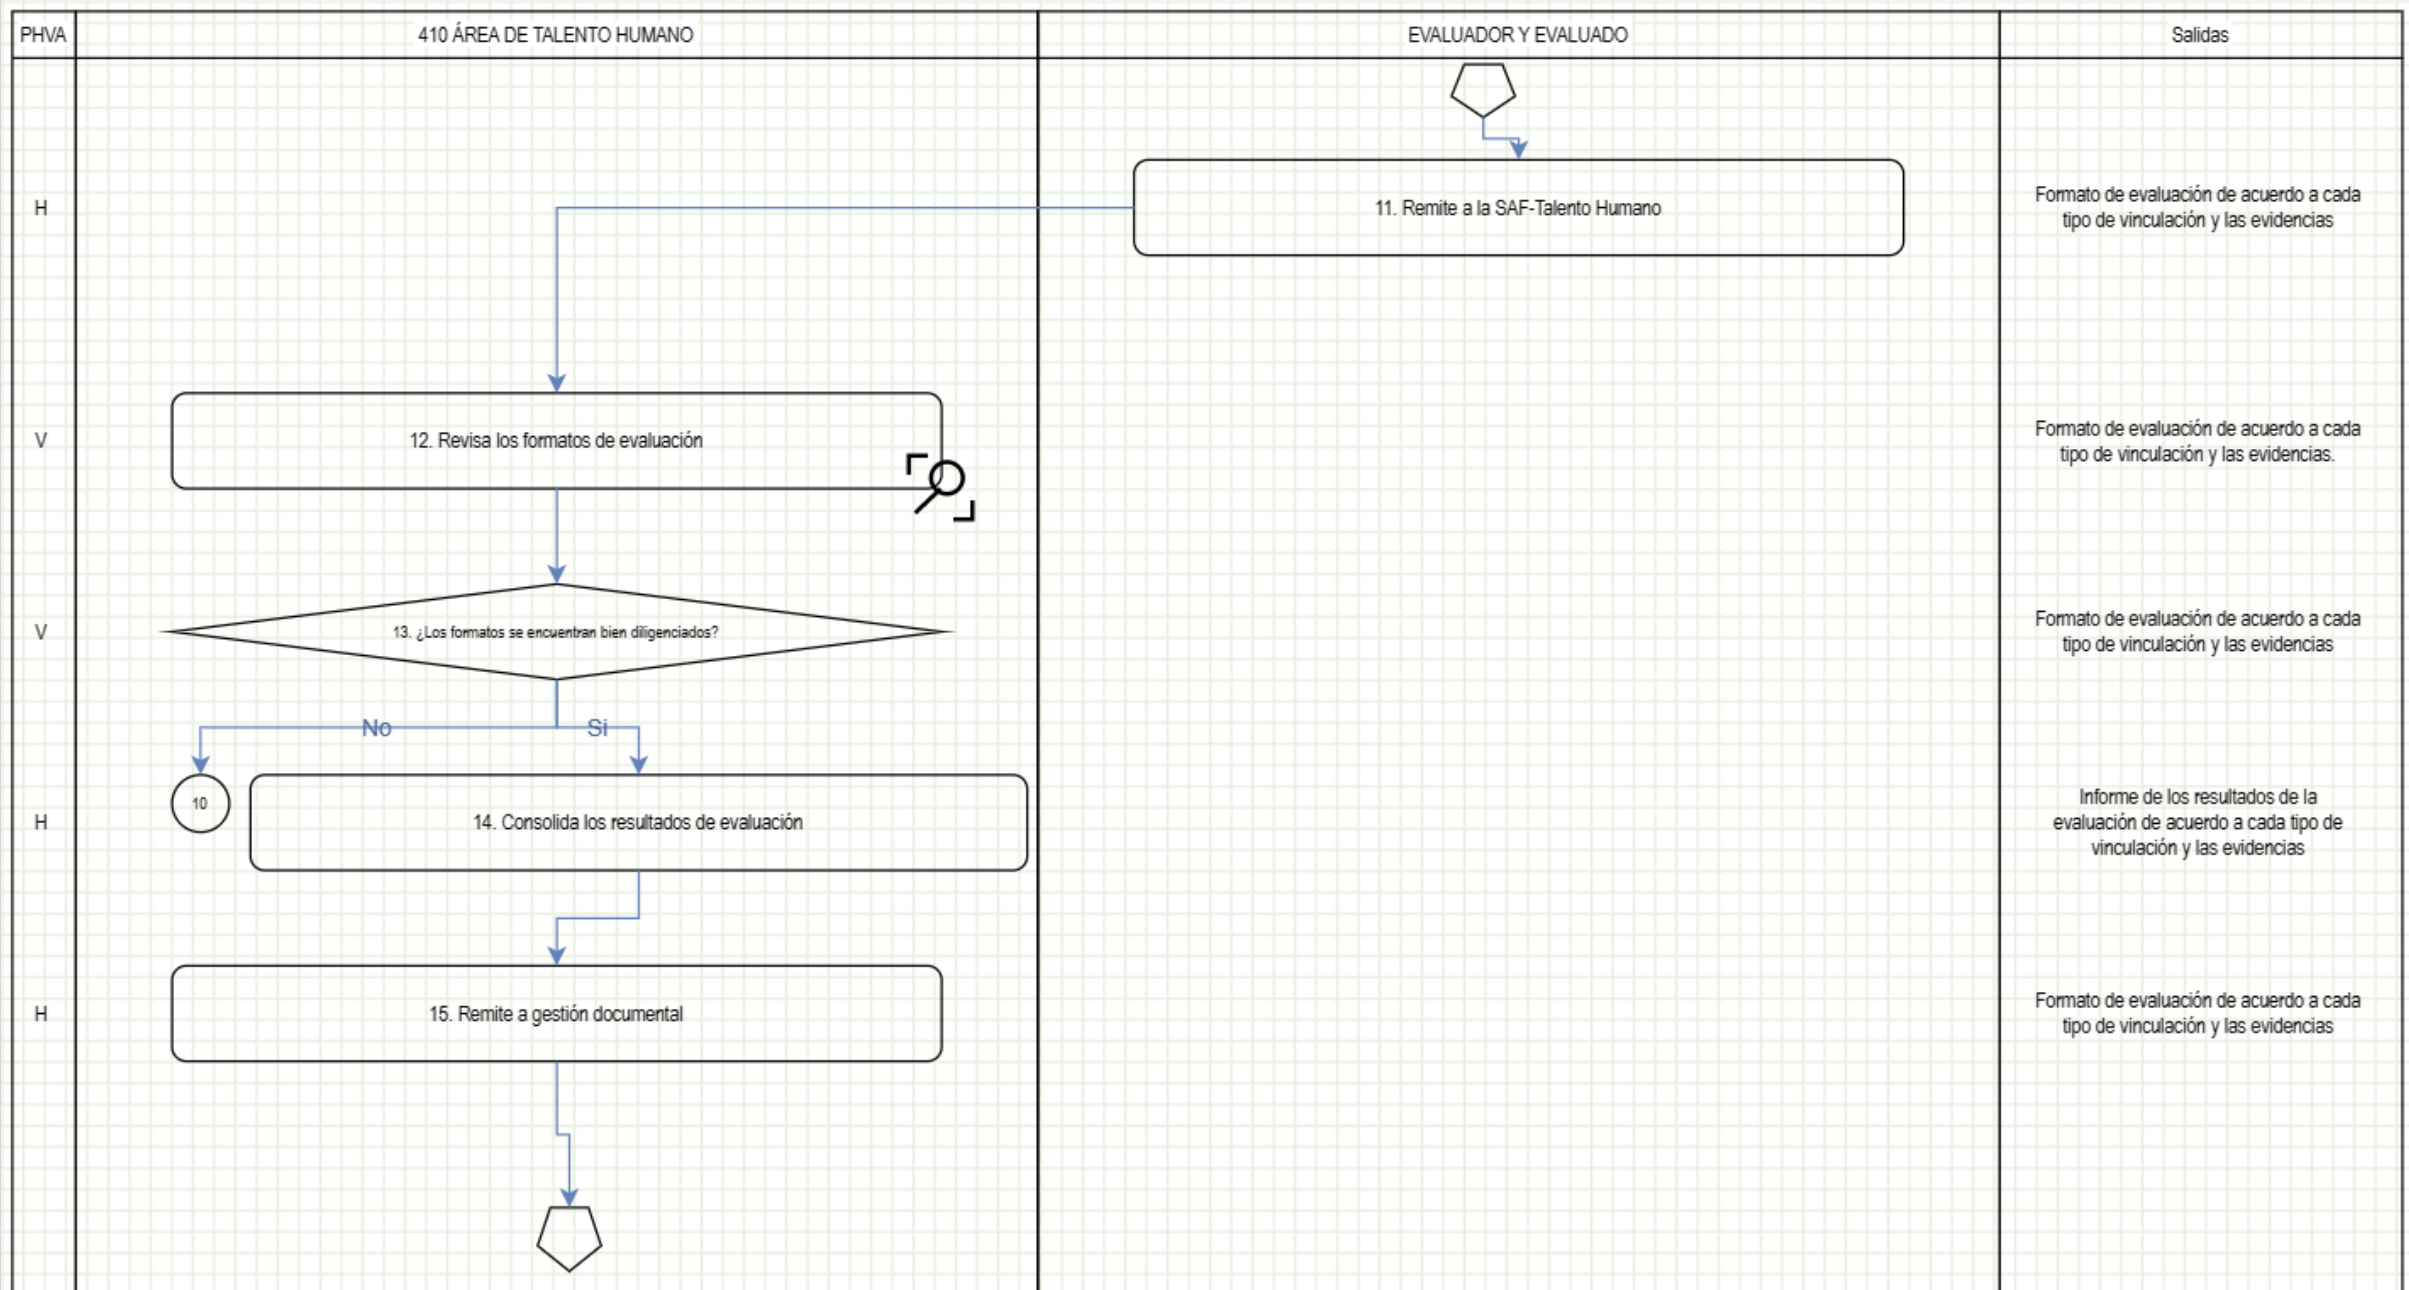 PHVA
410 ÁREA DE TALENTO HUMANO
EVALUADOR Y EVALUADO
Salidas
H
11. Remite a la SAF-Talento Humano
Formato de evaluación de acuerdo a cada
tipo de vinculación y las evidencias
V
12. Revisa los formatos de evaluación
Formato de evaluación de acuerdo a cada
tipo de vinculación y las evidencias.
V
13. ¿Los formatos se encuentran bien diligenciados?
Formato de evaluación de acuerdo a cada
tipo de vinculación y las evidencias
No
Si
H
10
14. Consolida los resultados de evaluación
Informe de los resultados de la
evaluación de acuerdo a cada tipo de
vinculación y las evidencias
H
15. Remite a gestión documental
Formato de evaluación de acuerdo a cada
tipo de vinculación y las evidencias